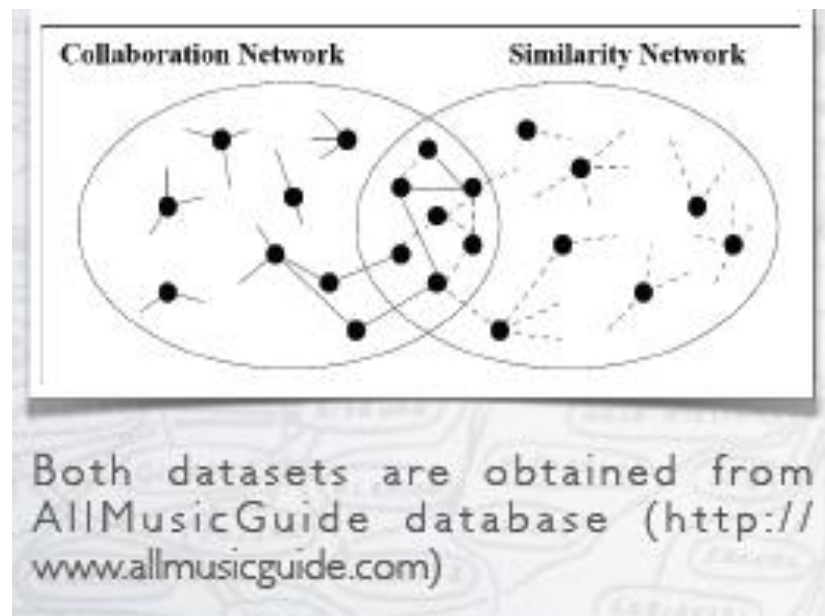 Collaboration Network Similarity Network
Both datasets are obtained from
AllMusicGuide database (http://
www.allmusicguide.com)